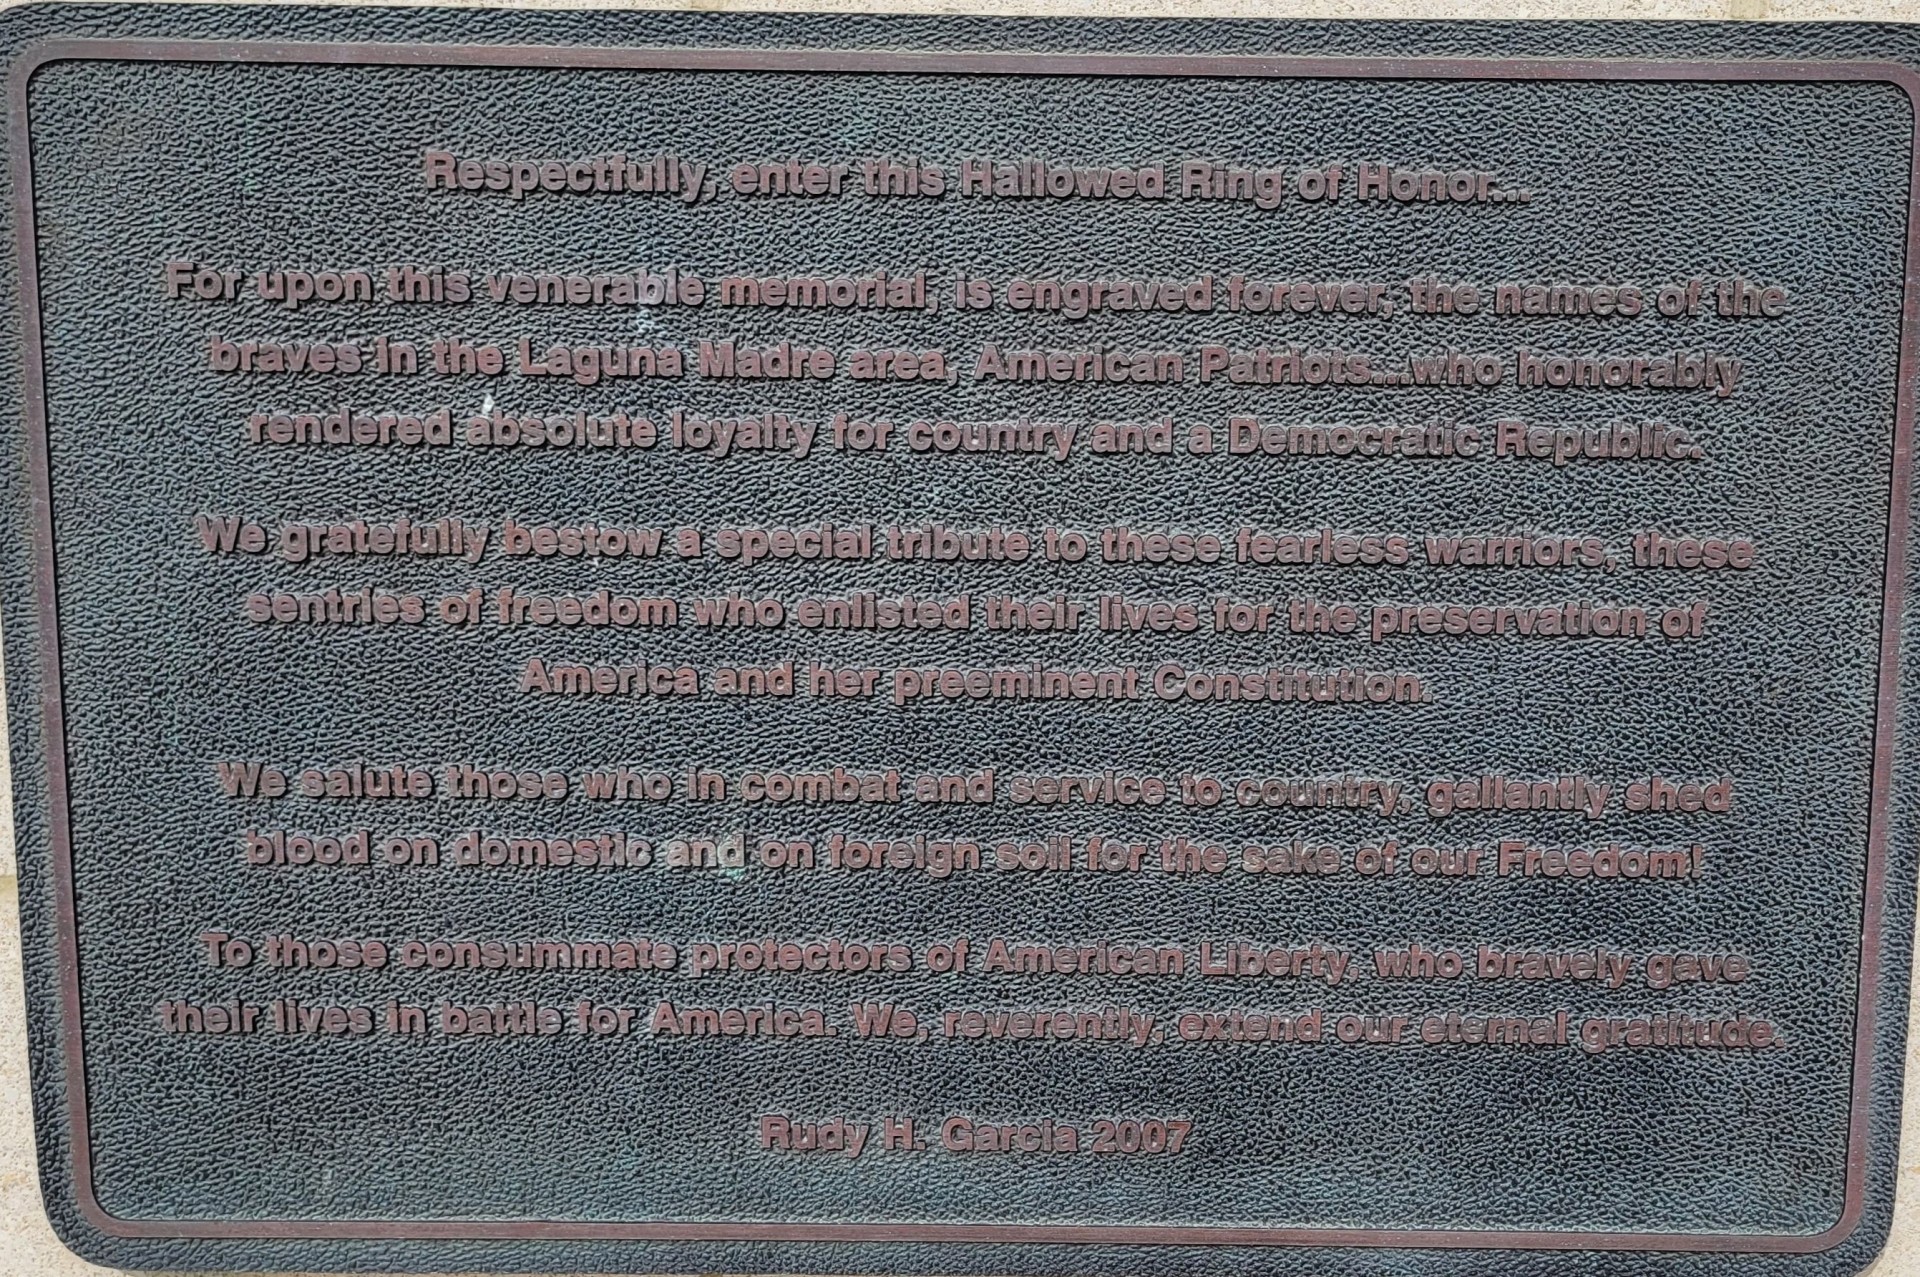 Respectfully, enter this Hallowed Ring of Honor...
For upon this venerable memorial, is engraved forever, the names of the
braves in the Laguna Madre area, American Patriots...who honorably
rendered absolute loyalty for country and a Democratic Republic.
We gratefully bestow a special tribute to these fearless warriors, these
sentries of freedom who enlisted their lives for the preservation of
America and her preeminent Constitution.
We salute those who in combat and service to country, gallantly shed
blood on domestic and on foreign soil for the sake of our Freedom!
To those consummate protectors of American Liberty, who bravely gave
their lives in battle for America. We, reverently, extend our eternal gratitude.
Rudy H. Garcia 2007